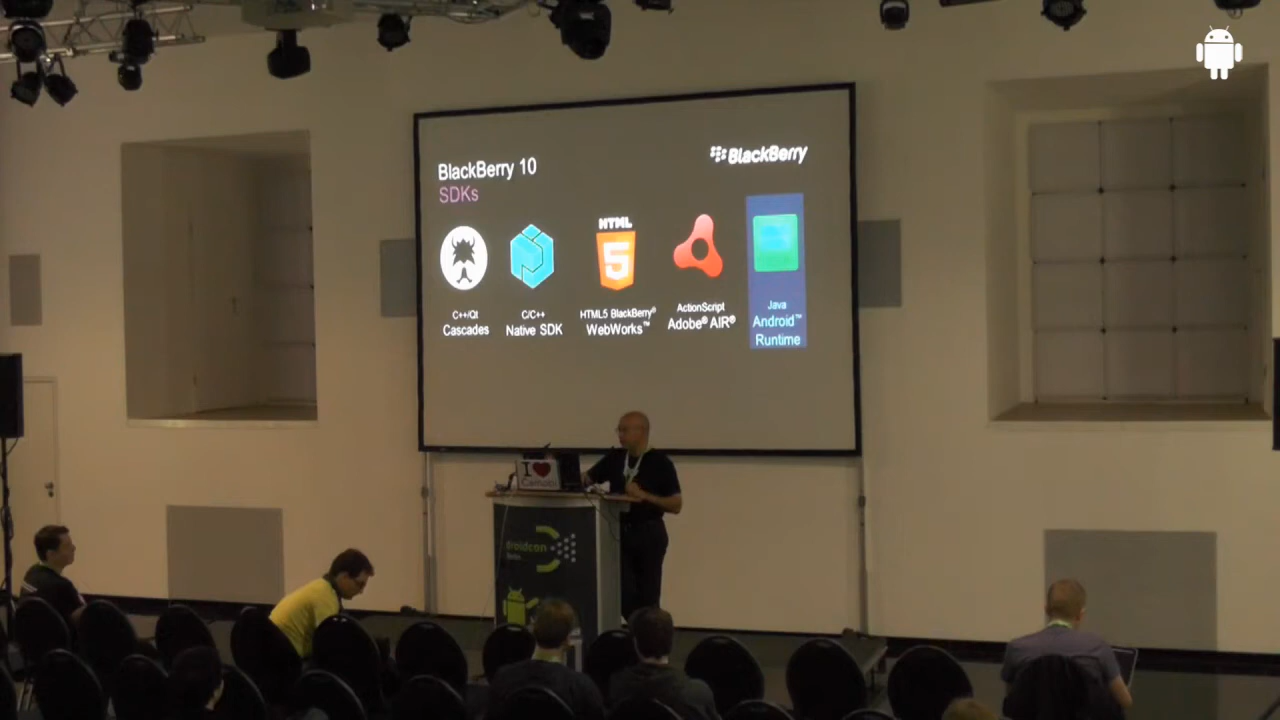 BlackBerry 10
SDKs
BlackBerry
HTML
5
C++/Qt
Cascades
C/C++
Native SDK
HTML5 BlackBerry®
WebWorks™
ActionScript
Adobe® AIR®
Java
Android™
Runtime
I
droidcon